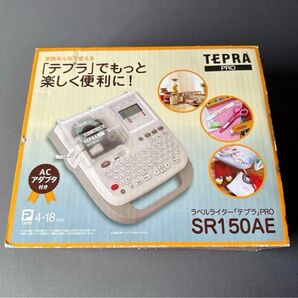 家族みんなで使える
「テプラ」でもっと
楽しく便利に!
TEPRA
PRO
ACアダプタ付き
4-18mm
ラベルライター「テプラ」PRO
SR150AE